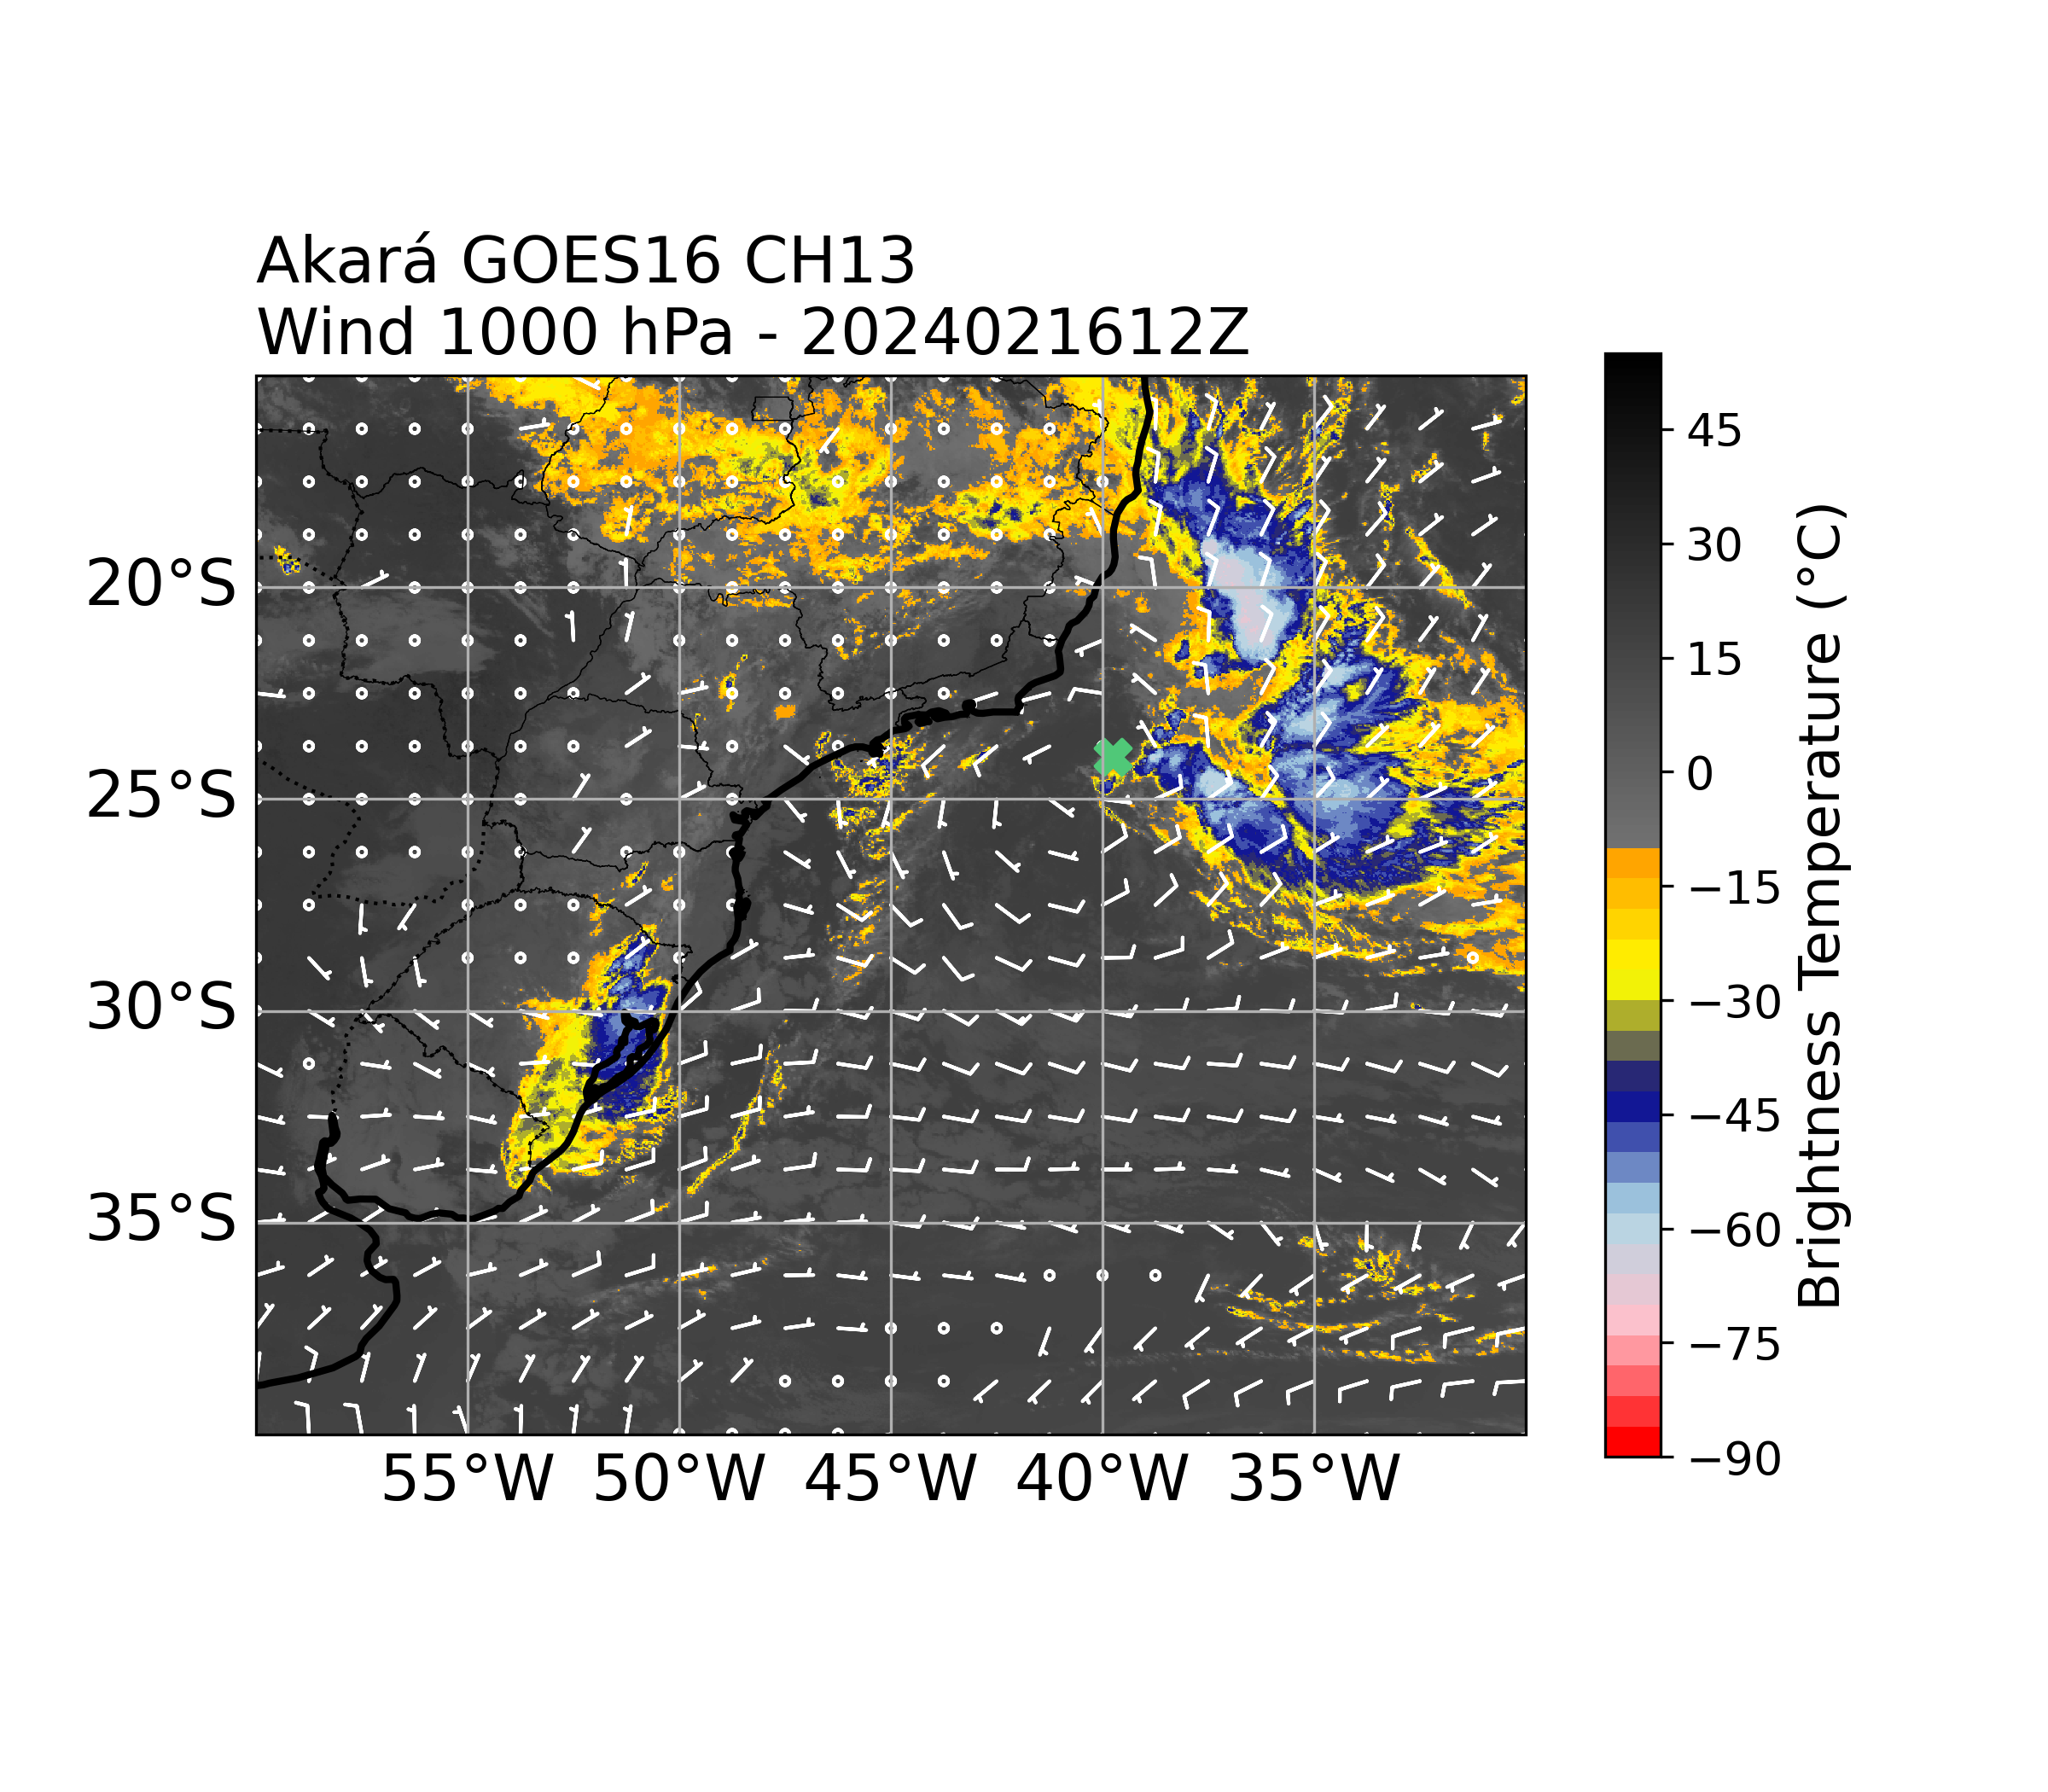 Akará GOES16 CH13
Wind 1000 hPa - 2024021612Z
20°S
25°S
30°S
35°S
55°W 50°W 45°W 40°W 35°W
45
30
15
0
−15
−30
−45
−60
−75
−90
Brightness Temperature (°C)